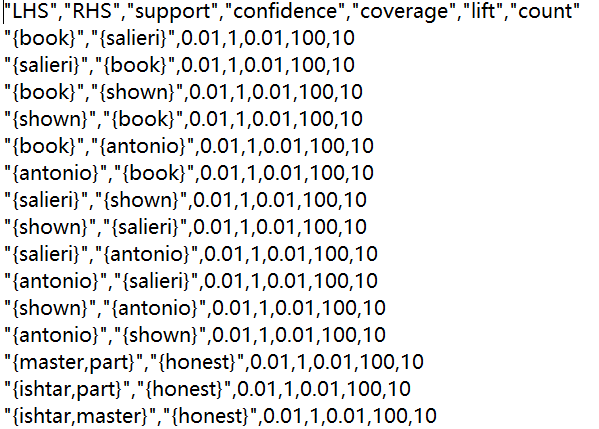 "LHS","RHS","support","confidence","coverage","lift","count"
"{book}","{salieri}",0.01,1,0.01,100,10
"{salieri}","{book}",0.01,1,0.01,100,10
"{book}","{shown}",0.01,1,0.01,100,10
"{shown}","{book}",0.01,1,0.01,100,10
"{book}","{antonio}",0.01,1,0.01,100,10
"{antonio}","{book}",0.01,1,0.01,100,10
"{salieri}","{shown}",0.01,1,0.01,100,10
"{shown}","{salieri}",0.01,1,0.01,100,10
"{salieri}","{antonio}",0.01,1,0.01,100,10
"{antonio}","{salieri}",0.01,1,0.01,100,10
"{shown}","{antonio}",0.01,1,0.01,100,10
"{antonio}","{shown}",0.01,1,0.01,100,10
"{master,part}","{honest}",0.01,1,0.01,100,10
"{ishtar,part}","{honest}",0.01,1,0.01,100,10
"{ishtar,master}","{honest}",0.01,1,0.01,100,10